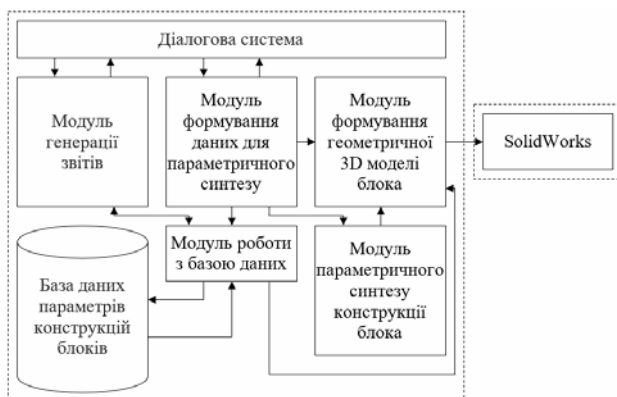 Діалогова система
Модуль
генерації
звітів
Модуль
формування
даних для
параметричного
синтезу
Модуль
формування
геометричної
3D моделі
блока
SolidWorks
Модуль роботи
з базою даних
База даних
параметрів
конструкцій
блоків
Модуль
параметричного
синтезу
конструкції
блока